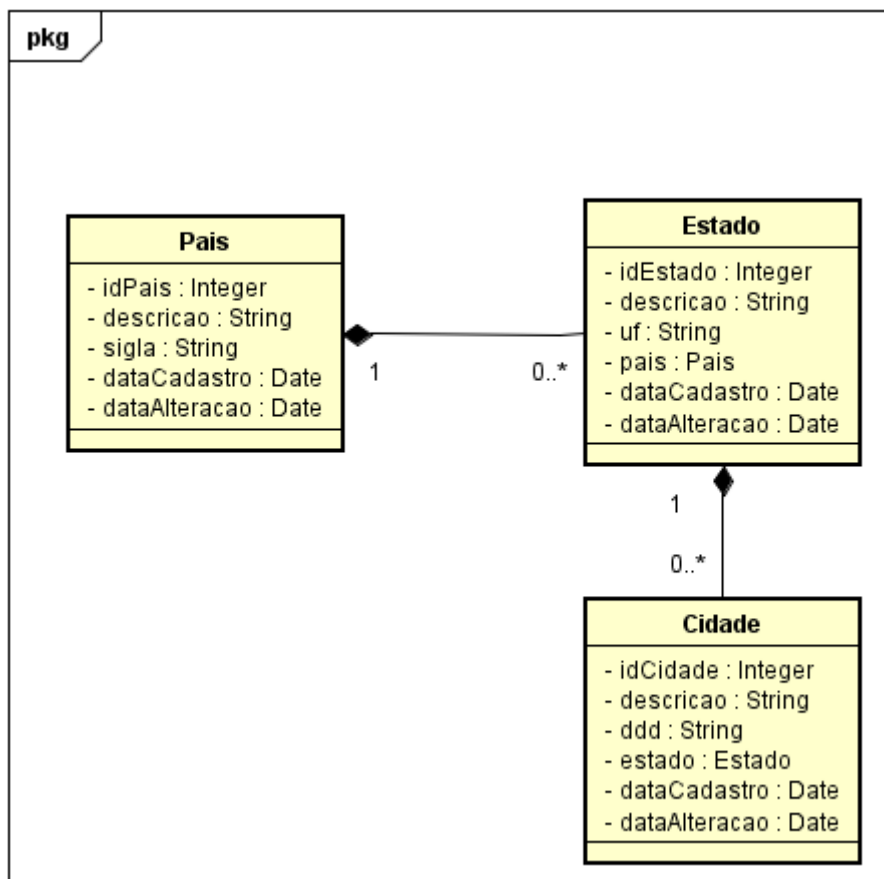 pkg
Pais
- idPais : Integer
- descricao : String
- sigla : String
- dataCadastro : Date
- dataAlteracao : Date
1
0..*
Estado
- idEstado : Integer
- descricao : String
- uf : String
- pais : Pais
- dataCadastro : Date
- dataAlteracao : Date
1
0..*
Cidade
- idCidade : Integer
- descricao : String
- ddd : String
- estado : Estado
- dataCadastro : Date
- dataAlteracao : Date